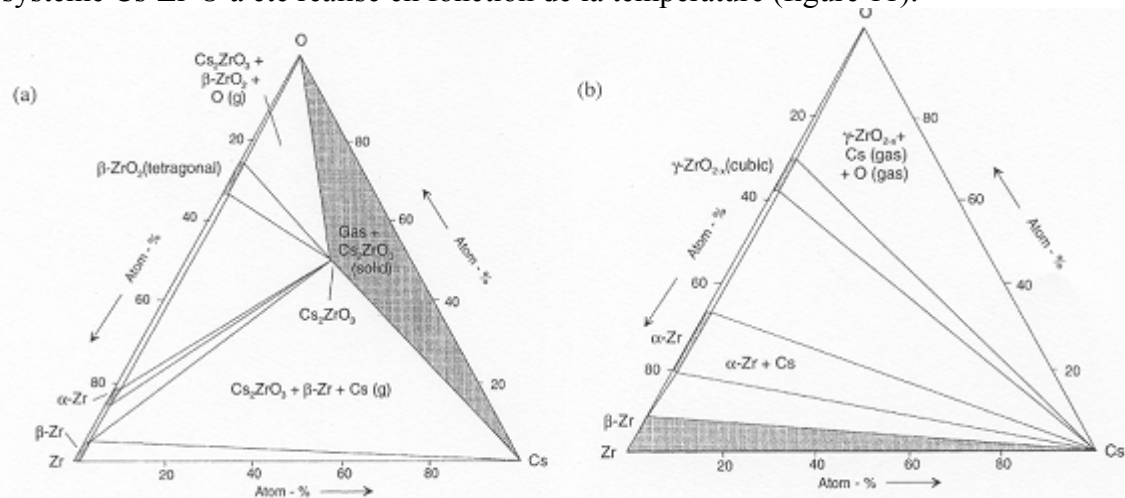 système Cs-Zr-O a été réalisé en fonction de la température (figure 11).
(a)
O
Cs₂ZrO₃ +
β-ZrO₂ +
O (g)
20
80
β-ZrO₂(tetragonal)
40
60
Atom - %
Atom - %
Gas +
Cs₂ZrO₃
(solid)
60
40
Cs₂ZrO₃
80
20
α-Zr
Cs₂ZrO₃ + β-Zr + Cs (g)
β-Zr
Zr
Cs
20
40
60
80
Atom - %
(b)
O
20
80
γ-ZrO₂₋ₓ+
Cs (gas)
+ O (gas)
γ-ZrO₂₋ₓ(cubic)
40
60
Atom - %
Atom - %
60
40
α-Zr
80
α-Zr + Cs
20
β-Zr
Zr
Cs
20
40
60
80
Atom - %